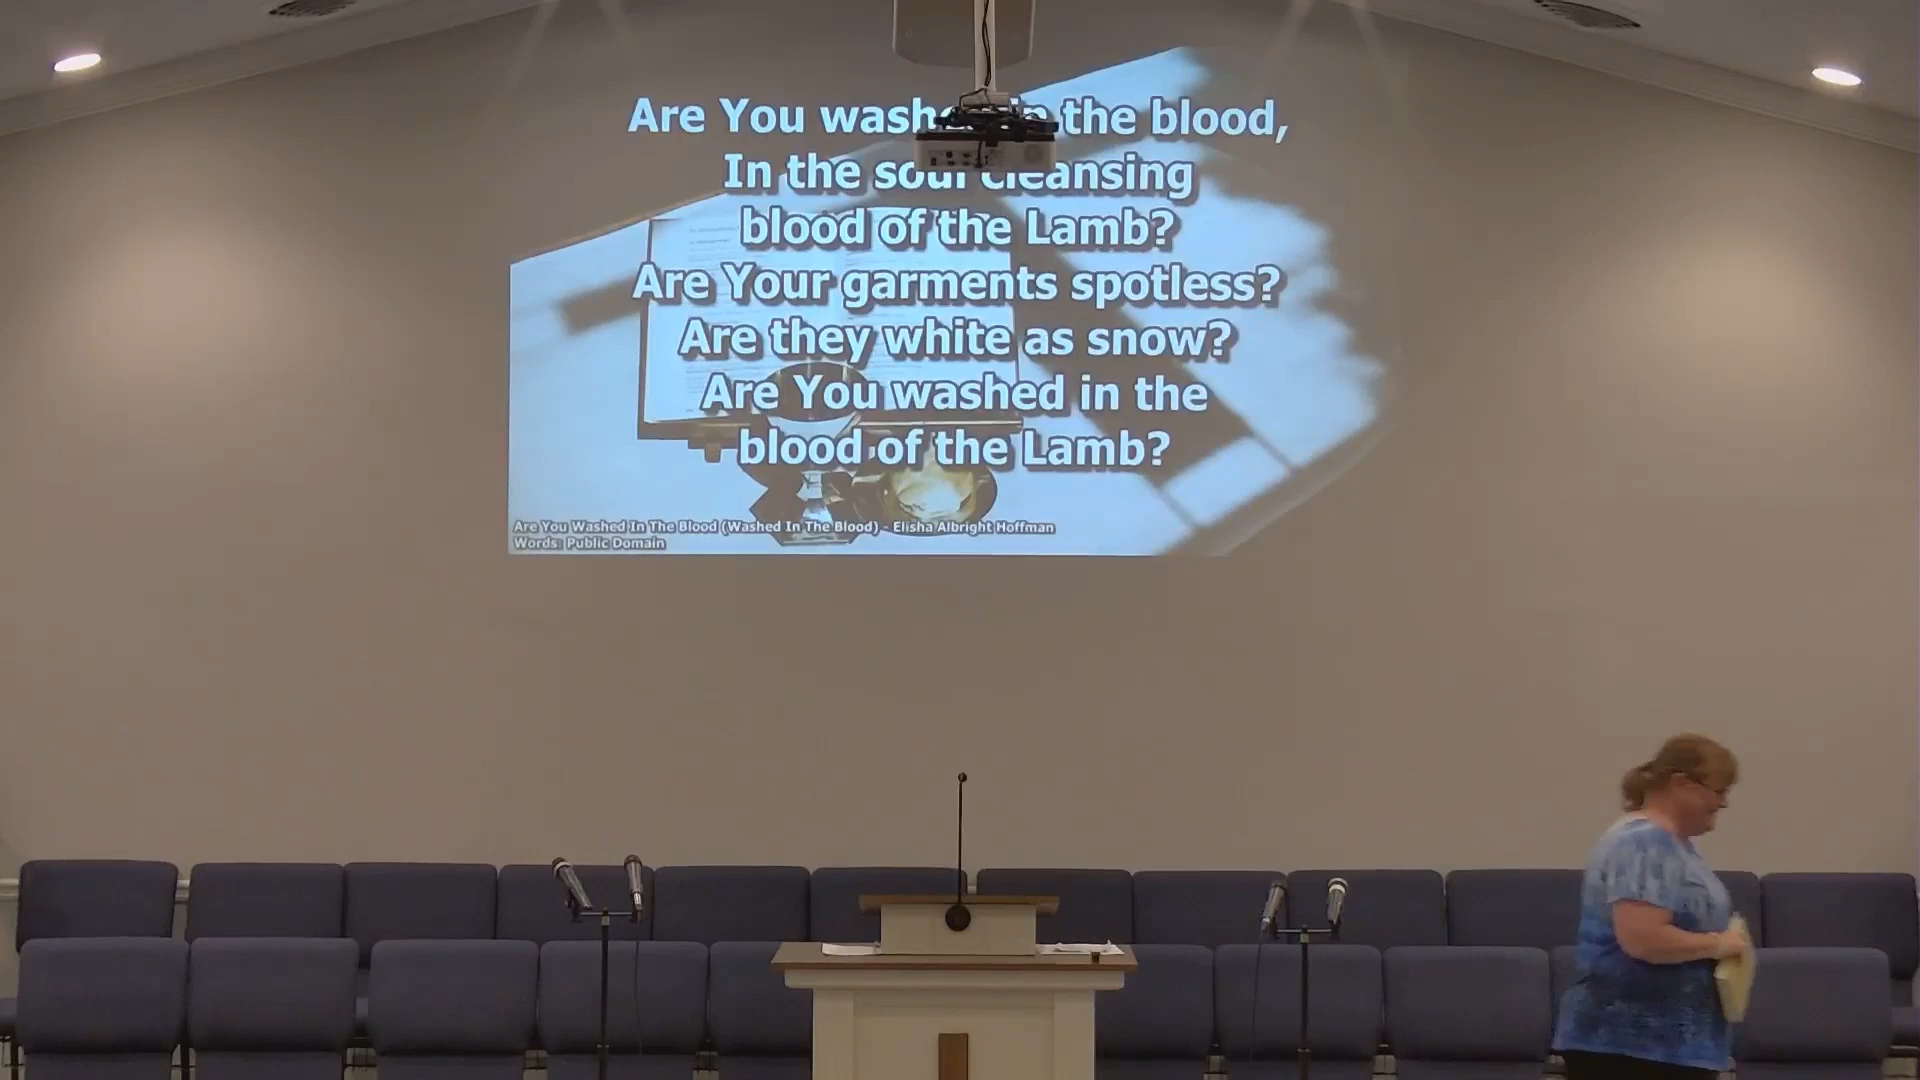 Are You washed in the blood,
In the soul cleansing
blood of the Lamb?
Are Your garments spotless?
Are they white as snow?
Are You washed in the
blood of the Lamb?
Are You Washed In The Blood (Washed In The Blood) - Elisha Albright Hoffman
Words: Public Domain